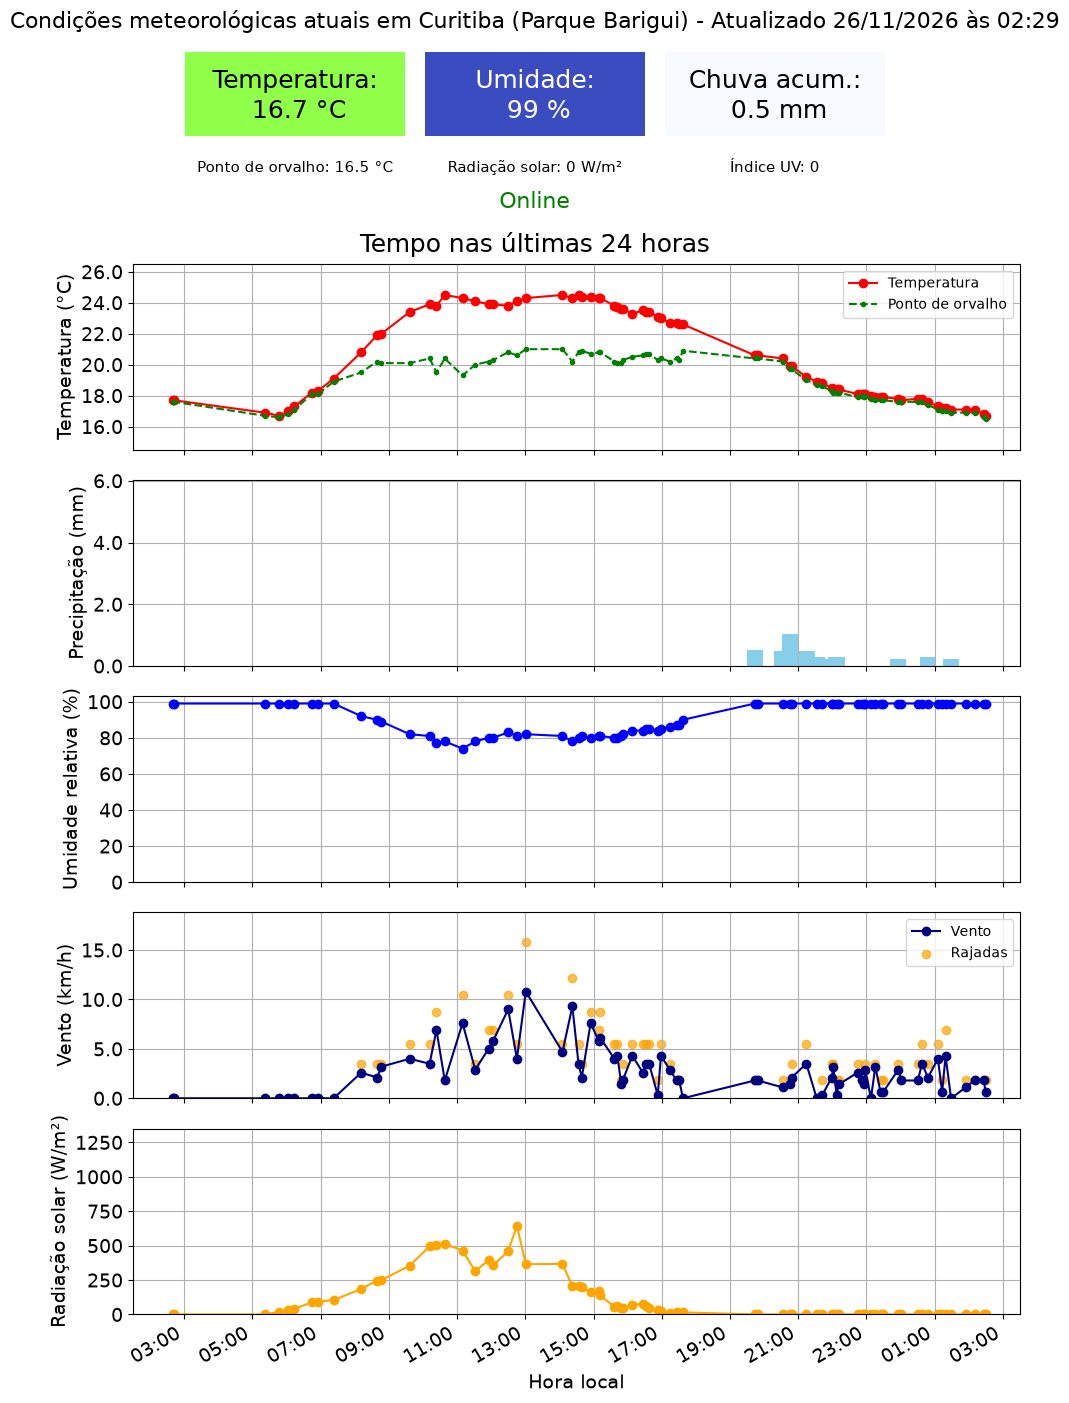 Condições meteorológicas atuais em Curitiba (Parque Barigui) - Atualizado 26/11/2026 às 02:29
Temperatura:
16.7 °C
Umidade:
99 %
Chuva acum.:
0.5 mm
Ponto de orvalho: 16.5 °C
Radiação solar: 0 W/m²
Índice UV: 0
Online
Tempo nas últimas 24 horas
Temperatura (°C)
26.0
24.0
22.0
20.0
18.0
16.0
Temperatura
Ponto de orvalho
Precipitação (mm)
6.0
4.0
2.0
0.0
Umidade relativa (%)
100
80
60
40
20
0
Vento (km/h)
15.0
10.0
5.0
0.0
Vento
Rajadas
Radiação solar (W/m²)
1250
1000
750
500
250
0
03:00
05:00
07:00
09:00
11:00
13:00
15:00
17:00
19:00
21:00
23:00
01:00
03:00
Hora local